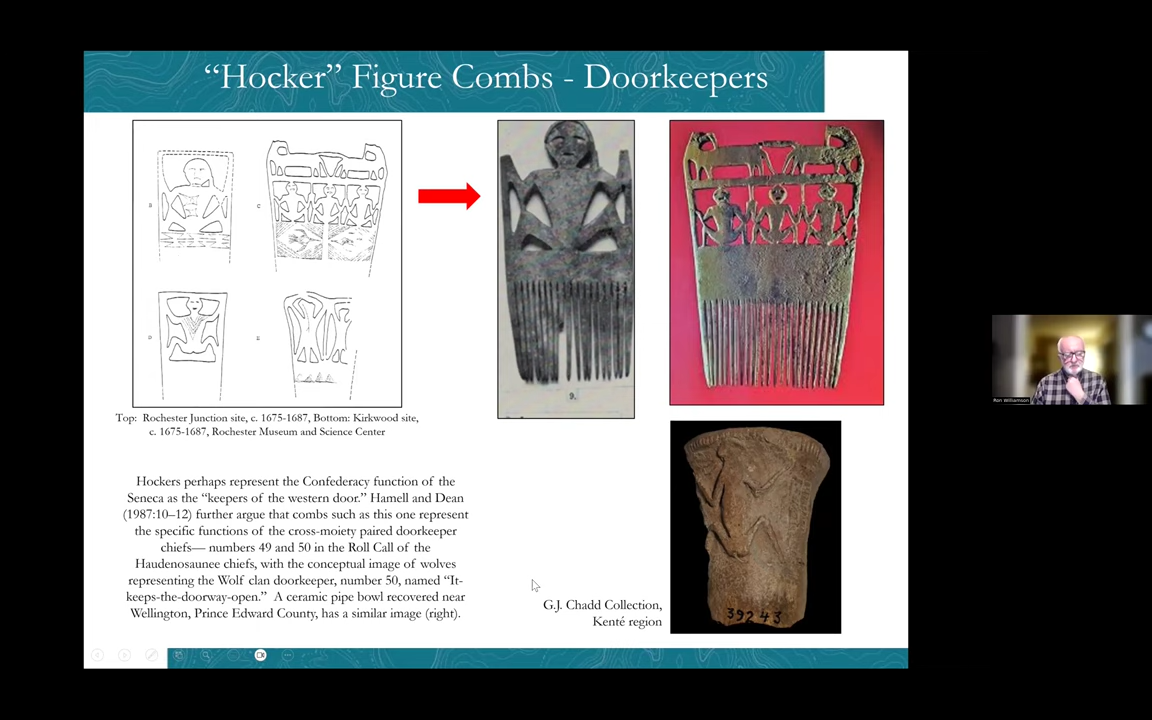 “Hocker” Figure Combs - Doorkeepers
B
C
D
E
9.
Top: Rochester Junction site, c. 1675-1687, Bottom: Kirkwood site,
c. 1675-1687, Rochester Museum and Science Center
Hockers perhaps represent the Confederacy function of the
Seneca as the “keepers of the western door.” Hamell and Dean
(1987:10–12) further argue that combs such as this one represent
the specific functions of the cross-moiety paired doorkeeper
chiefs— numbers 49 and 50 in the Roll Call of the
Haudenosaunee chiefs, with the conceptual image of wolves
representing the Wolf clan doorkeeper, number 50, named “It-
keeps-the-doorway-open.” A ceramic pipe bowl recovered near
Wellington, Prince Edward County, has a similar image (right).
G.J. Chadd Collection,
Kenté region
39243
Ron Williamson